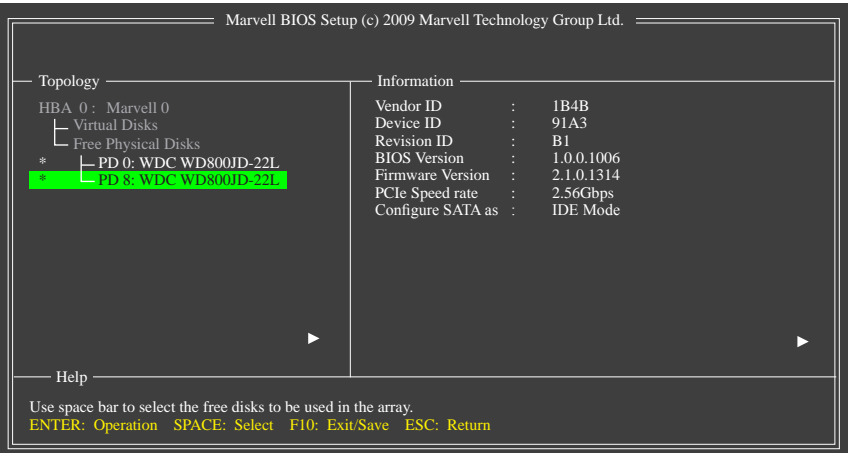 Marvell BIOS Setup (c) 2009 Marvell Technology Group Ltd.
Topology
HBA 0 : Marvell 0
Virtual Disks
Free Physical Disks
* PD 0: WDC WD800JD-22L
* PD 8: WDC WD800JD-22L
Information
Vendor ID : 1B4B
Device ID : 91A3
Revision ID : B1
BIOS Version : 1.0.0.1006
Firmware Version : 2.1.0.1314
PCIe Speed rate : 2.56Gbps
Configure SATA as : IDE Mode
Help
Use space bar to select the free disks to be used in the array.
ENTER: Operation SPACE: Select F10: Exit/Save ESC: Return